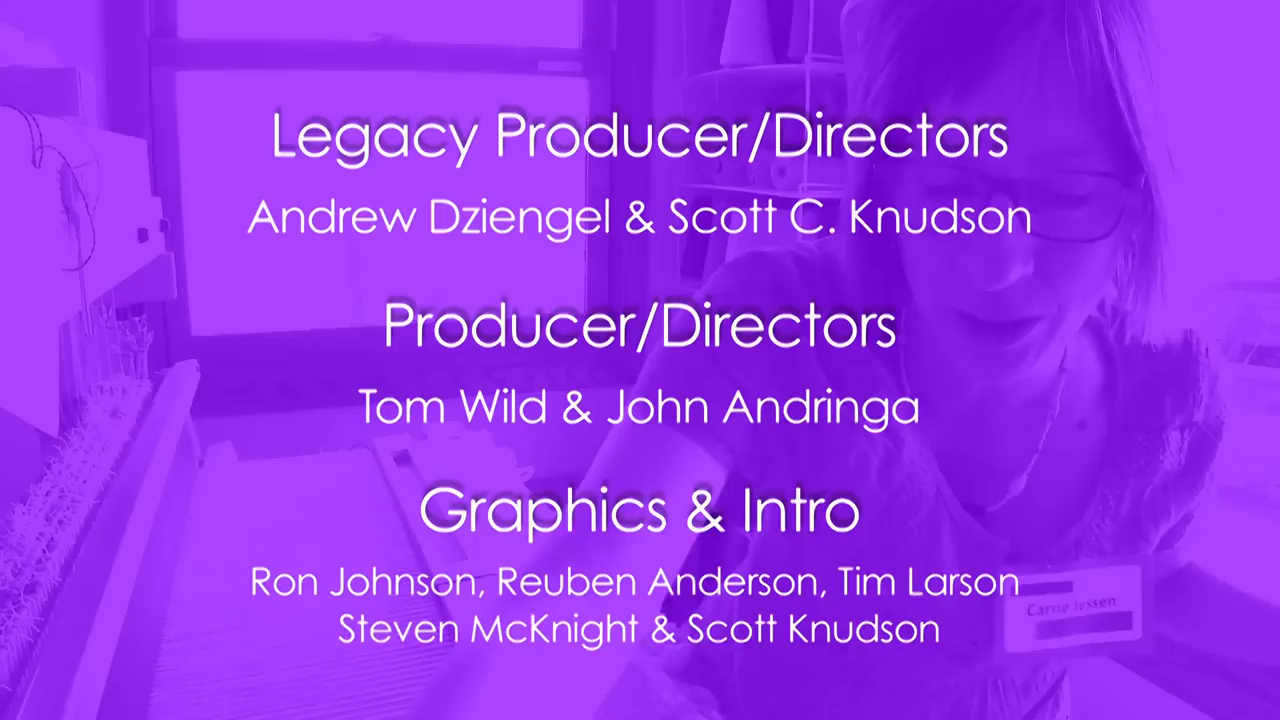 Legacy Producer/Directors
Andrew Dziengel & Scott C. Knudson
Producer/Directors
Tom Wild & John Andringa
Graphics & Intro
Ron Johnson, Reuben Anderson, Tim Larson
Steven McKnight & Scott Knudson
Carrie Jessen